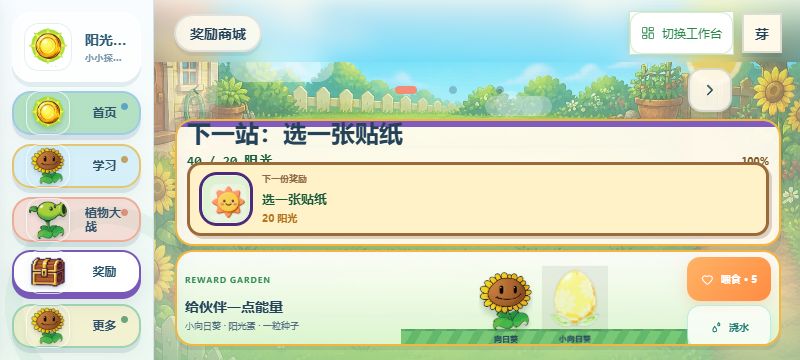 阳光...
小小探...
首页
学习
植物大
战
奖励
更多
奖励商城
切换工作台
芽
下一站：选一张贴纸
40 / 20 阳光
100%
下一份奖励
选一张贴纸
20 阳光
REWARD GARDEN
给伙伴一点能量
小向日葵 · 阳光蛋 · 一粒种子
向日葵
小向日葵
喂食 • 5
浇水